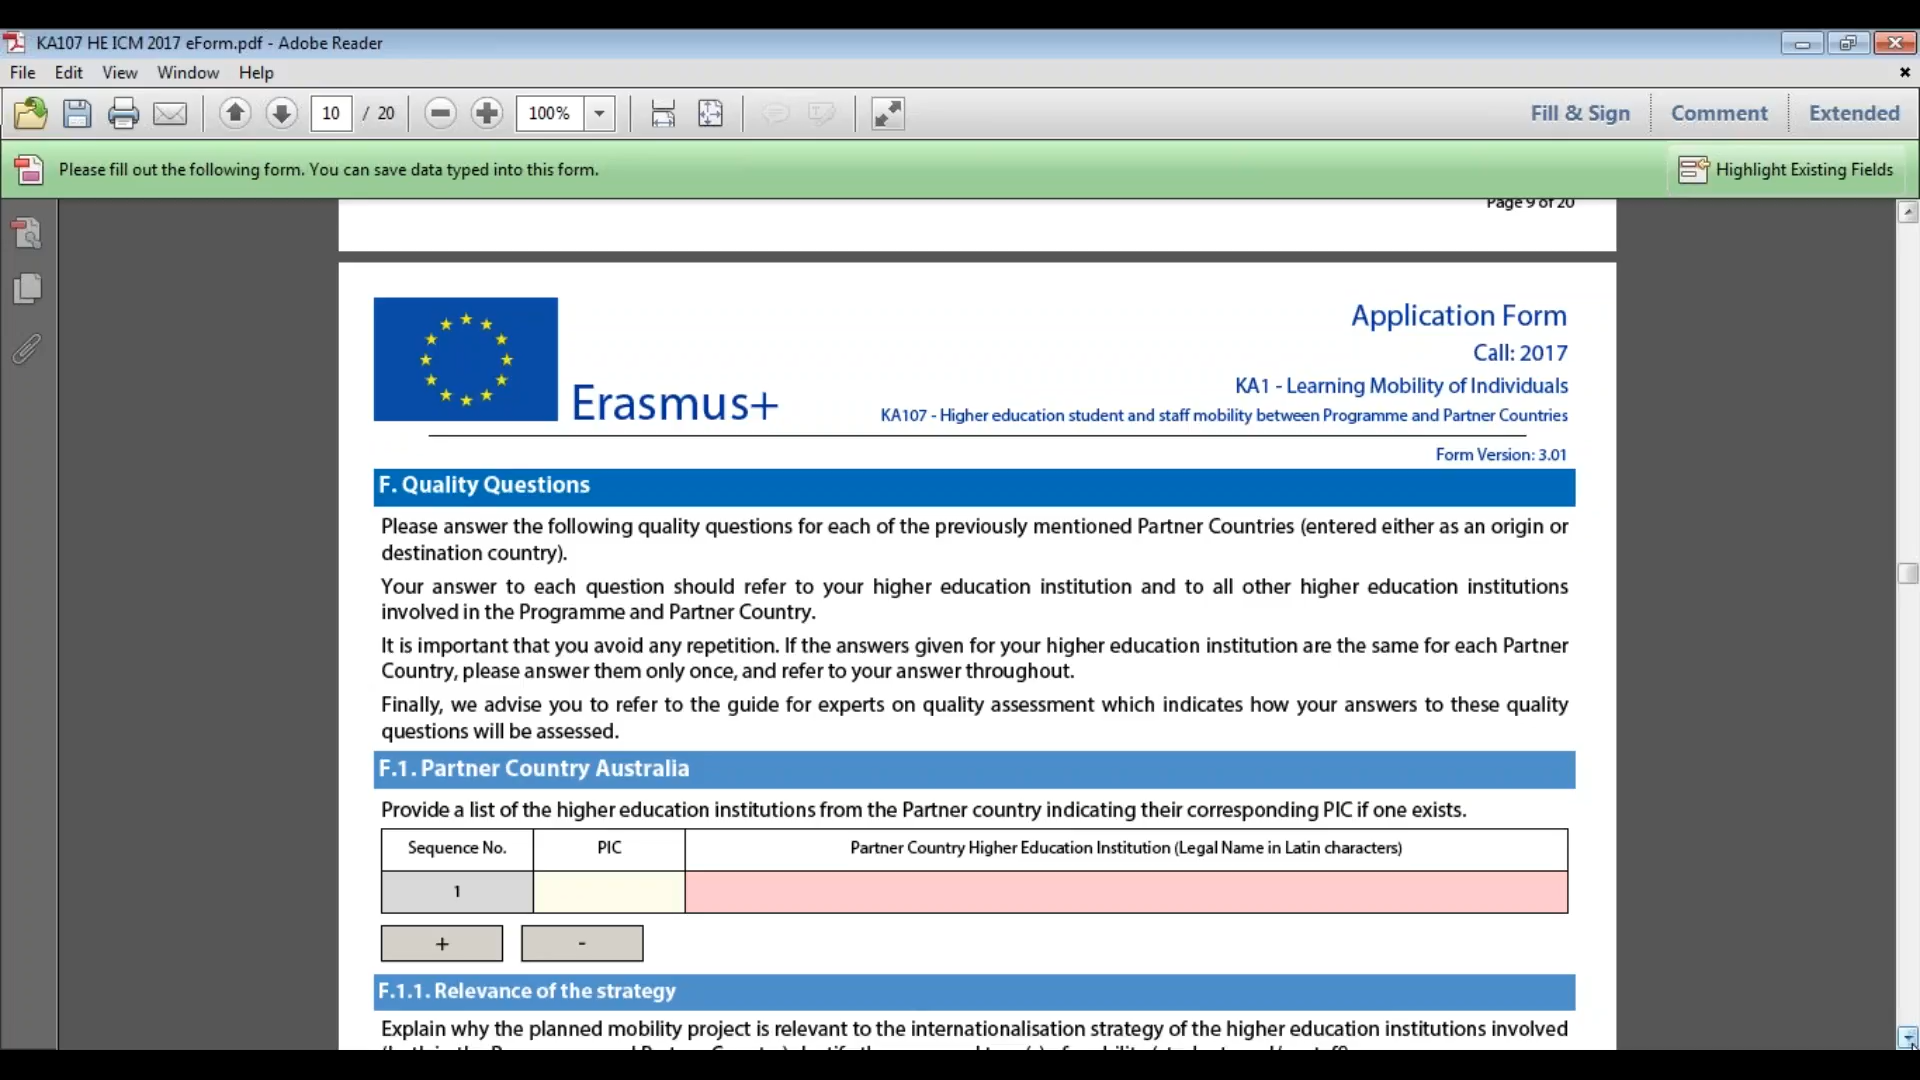 KA107 HE ICM 2017 eForm.pdf - Adobe Reader
File Edit View Window Help
10 / 20 100% Fill & Sign Comment Extended
Please fill out the following form. You can save data typed into this form. Highlight Existing Fields
Page 9 of 20
Application Form
Call: 2017
KA1 - Learning Mobility of Individuals
Erasmus+ KA107 - Higher education student and staff mobility between Programme and Partner Countries
Form Version: 3.01
F. Quality Questions
Please answer the following quality questions for each of the previously mentioned Partner Countries (entered either as an origin or
destination country).
Your answer to each question should refer to your higher education institution and to all other higher education institutions
involved in the Programme and Partner Country.
It is important that you avoid any repetition. If the answers given for your higher education institution are the same for each Partner
Country, please answer them only once, and refer to your answer throughout.
Finally, we advise you to refer to the guide for experts on quality assessment which indicates how your answers to these quality
questions will be assessed.
F.1. Partner Country Australia
Provide a list of the higher education institutions from the Partner country indicating their corresponding PIC if one exists.
Sequence No. PIC Partner Country Higher Education Institution (Legal Name in Latin characters)
1
+ -
F.1.1. Relevance of the strategy
Explain why the planned mobility project is relevant to the internationalisation strategy of the higher education institutions involved